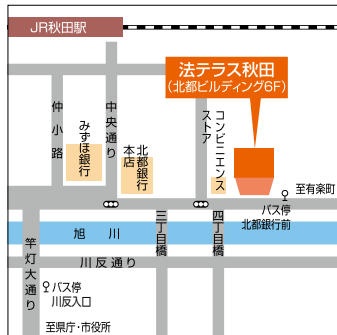 JR秋田駅
法テラス秋田
(北都ビルディング6F)
仲小路
みずほ銀行
中央通り
北都銀行
本店
コンビニエンス
ストア
至有楽町
バス停
北都銀行前
旭川
三丁目橋
四丁目橋
川反通り
竿灯大通り
バス停
川反入口
至県庁・市役所